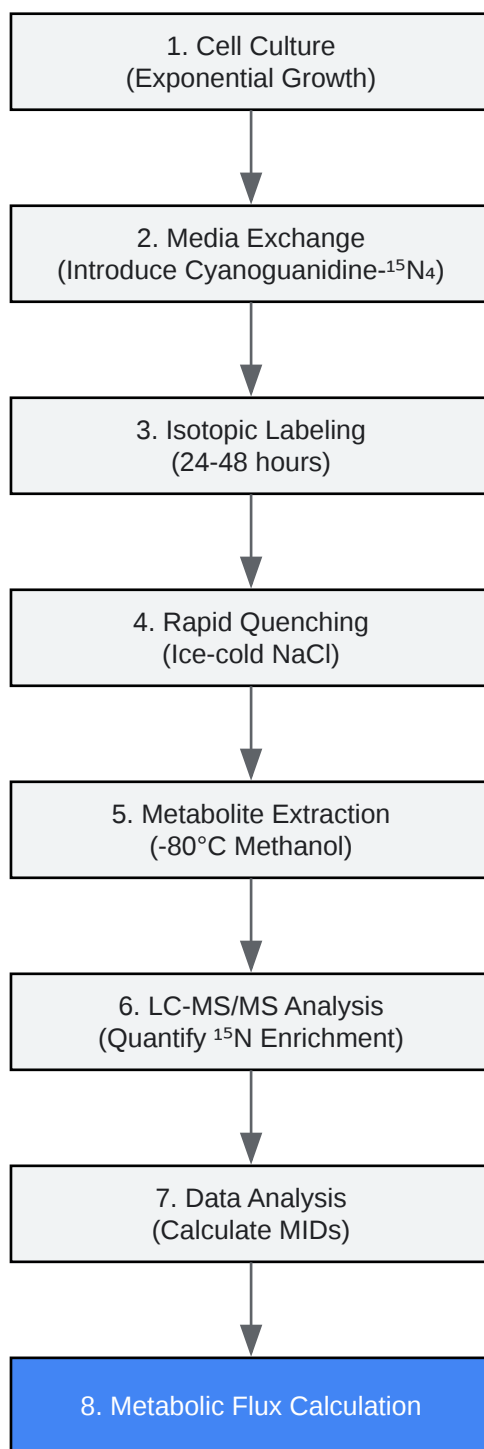 1. Cell Culture
(Exponential Growth)
2. Media Exchange
(Introduce Cyanoguanidine-¹⁵N₄)
3. Isotopic Labeling
(24-48 hours)
4. Rapid Quenching
(Ice-cold NaCl)
5. Metabolite Extraction
(-80°C Methanol)
6. LC-MS/MS Analysis
(Quantify ¹⁵N Enrichment)
7. Data Analysis
(Calculate MIDs)
8. Metabolic Flux Calculation